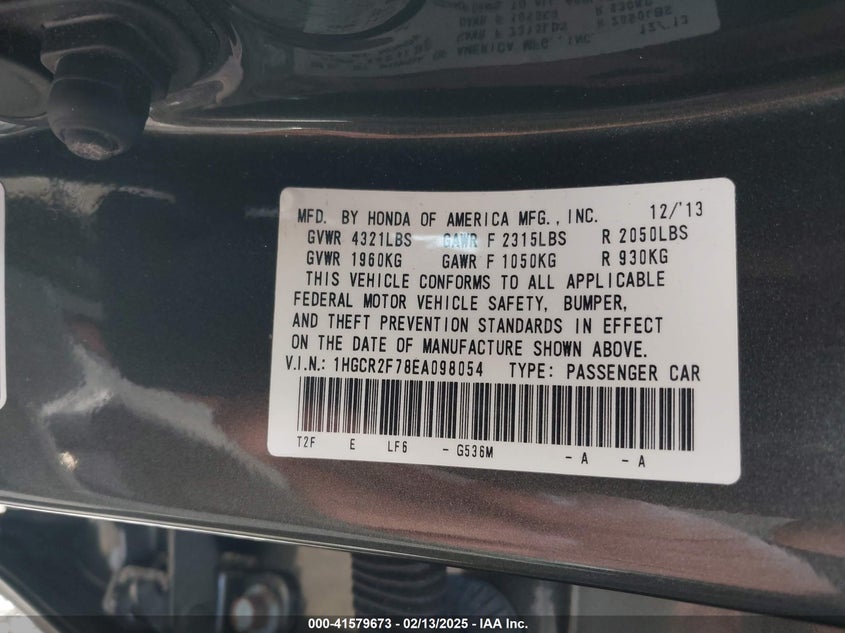 MFD. BY HONDA OF AMERICA MFG., INC. 12/'13
GVWR 4321LBS GAWR F 2315LBS R 2050LBS
GVWR 1960KG GAWR F 1050KG R 930KG
THIS VEHICLE CONFORMS TO ALL APPLICABLE
FEDERAL MOTOR VEHICLE SAFETY, BUMPER,
AND THEFT PREVENTION STANDARDS IN EFFECT
ON THE DATE OF MANUFACTURE SHOWN ABOVE.
V.I.N.: 1HGCR2F78EA098054 TYPE: PASSENGER CAR
T2F E LF6 - G536M - A - A
000-41579673 / 02/13/2025 - IAA Inc.